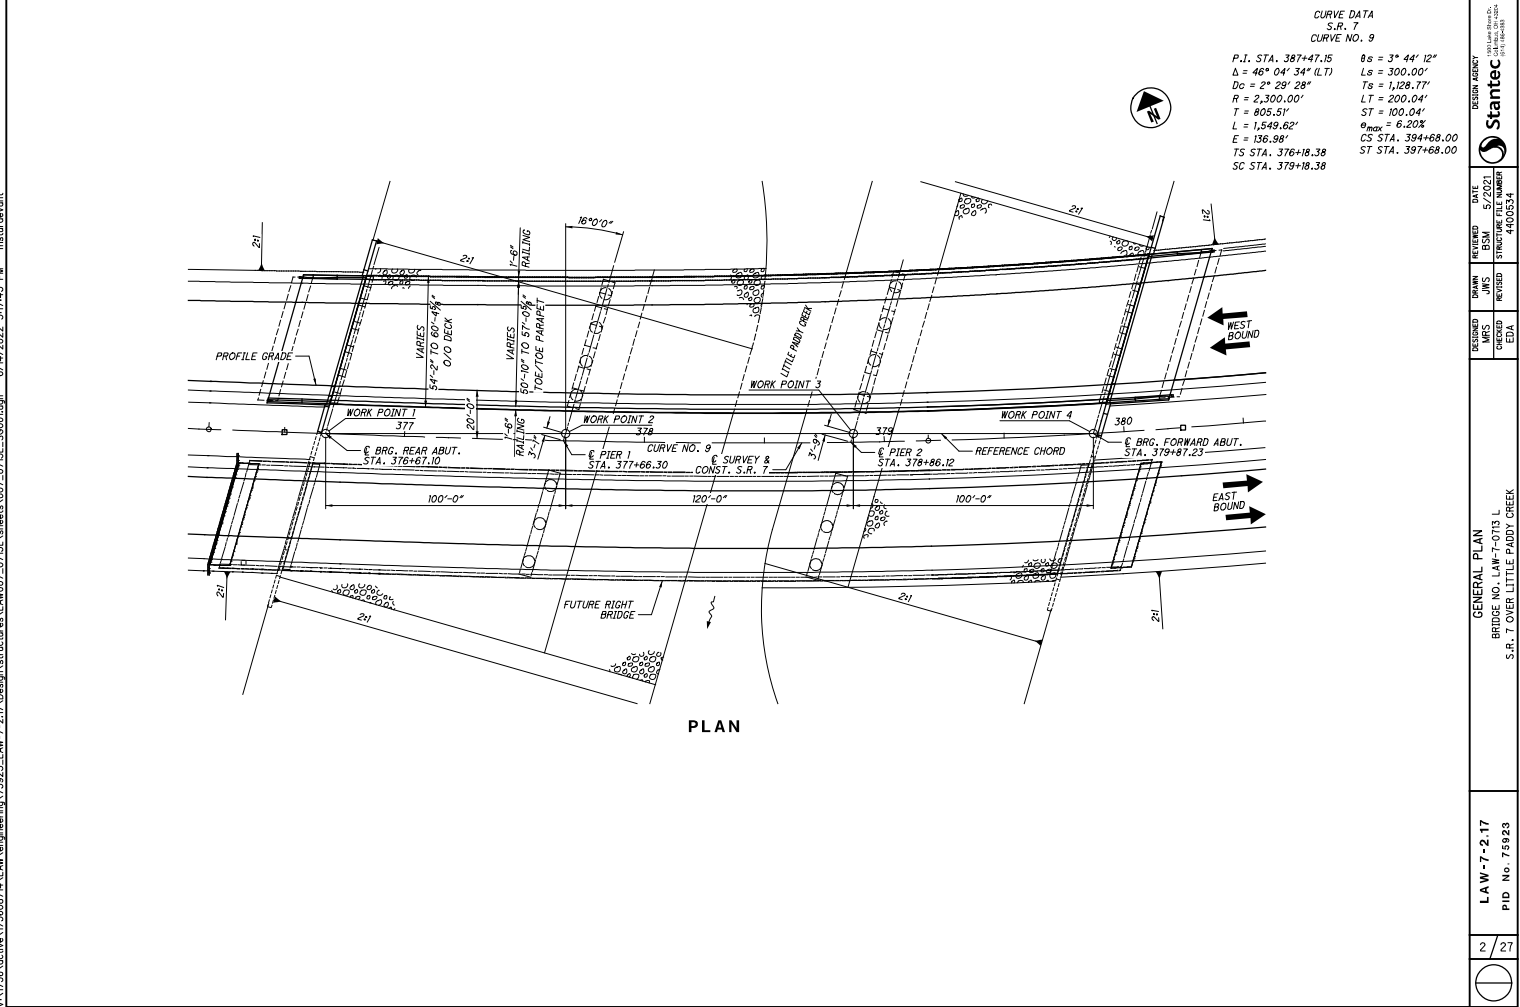 CURVE DATA
S.R. 7
CURVE NO. 9
P.I. STA. 387+47.15
Δ = 46° 04' 34" (LT)
Dc = 2° 29' 28"
R = 2,300.00'
T = 805.51'
L = 1,549.62'
E = 136.98'
TS STA. 376+18.38
SC STA. 379+18.38
θs = 3° 44' 12"
Ls = 300.00'
Ts = 1,128.77'
LT = 200.04'
ST = 100.04'
emax = 6.20%
CS STA. 394+68.00
ST STA. 397+68.00
N
2:1
2:1
16°0'0"
1'-6"
RAILING
2:1
2:1
VARIES
54'-2" TO 60'-4⅝"
O/O DECK
VARIES
TOE/TOE PARAPET
LITTLE PADDY CREEK
WEST
BOUND
PROFILE GRADE
20'-0"
1'-6"
RAILING
3'-1"
3'-9"
WORK POINT 1
377
WORK POINT 2
378
WORK POINT 3
379
WORK POINT 4
380
℄ BRG. REAR ABUT.
STA. 376+67.10
℄ PIER 1
STA. 377+66.30
CURVE NO. 9
℄ SURVEY &
CONST. S.R. 7
℄ PIER 2
STA. 378+86.12
REFERENCE CHORD
℄ BRG. FORWARD ABUT.
STA. 379+87.23
100'-0"
120'-0"
100'-0"
EAST
BOUND
2:1
2:1
FUTURE RIGHT
BRIDGE
2:1
2:1
PLAN
DESIGN AGENCY
Stantec
DESIGNED
MRS
CHECKED
EDA
DRAWN
JWS
REVISED
REVIEWED
BSM
DATE
5/2021
STRUCTURE FILE NUMBER
4400534
GENERAL PLAN
BRIDGE NO. LAW-7-0713 L
S.R. 7 OVER LITTLE PADDY CREEK
LAW-7-2.17
PID No. 75923
2 / 27